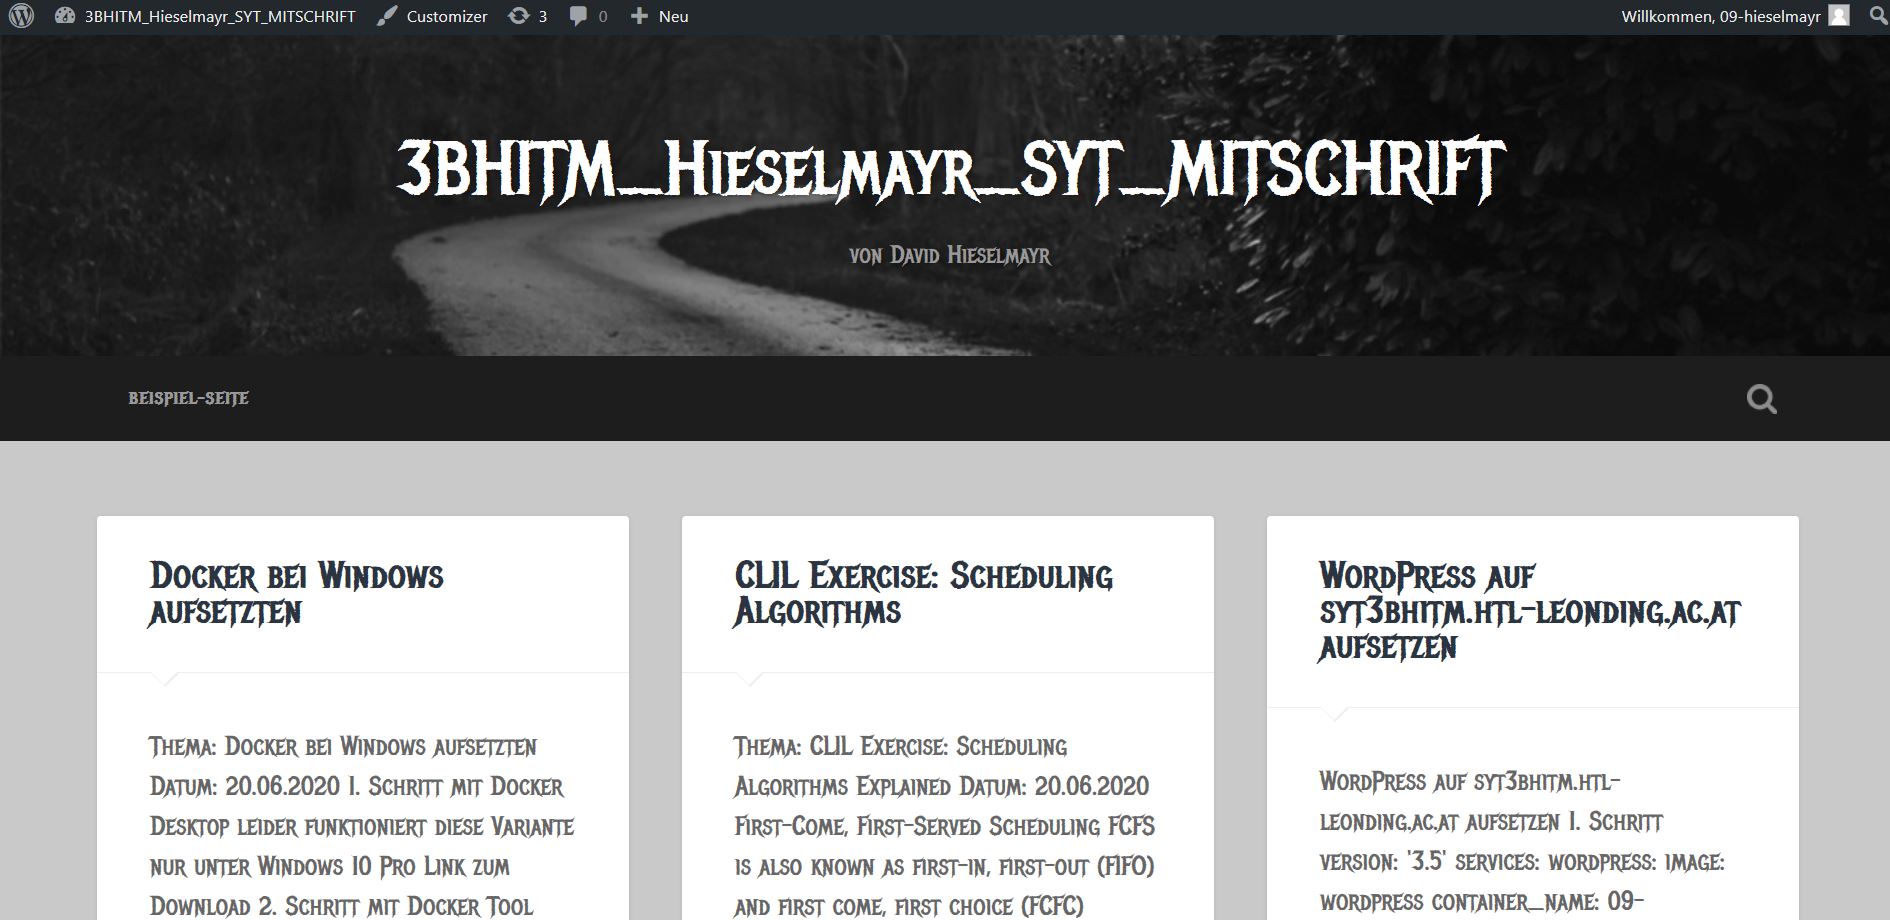 3BHITM_Hieselmayr_SYT_MITSCHRIFT Customizer 3 0 Neu Willkommen, 09-hieselmayr
3BHITM_Hieselmayr_SYT_MITSCHRIFT
von David Hieselmayr
BEISPIEL-SEITE
Docker bei Windows
aufsetzten
Thema: Docker bei Windows aufsetzten
Datum: 20.06.2020 1. Schritt mit Docker
Desktop leider funktioniert diese Variante
nur unter Windows 10 Pro Link zum
Download 2. Schritt mit Docker Tool
CLIL Exercise: Scheduling
Algorithms
Thema: CLIL Exercise: Scheduling
Algorithms Explained Datum: 20.06.2020
First-Come, First-Served Scheduling FCFS
is also known as first-in, first-out (FIFO)
and first come, first choice (FCFC)
WordPress auf
syt3bhitm.htl-leonding.ac.at
aufsetzen
WordPress auf syt3bhitm.htl-
leonding.ac.at aufsetzen 1. Schritt
version: '3.5' services: wordpress: image:
wordpress container_name: 09-